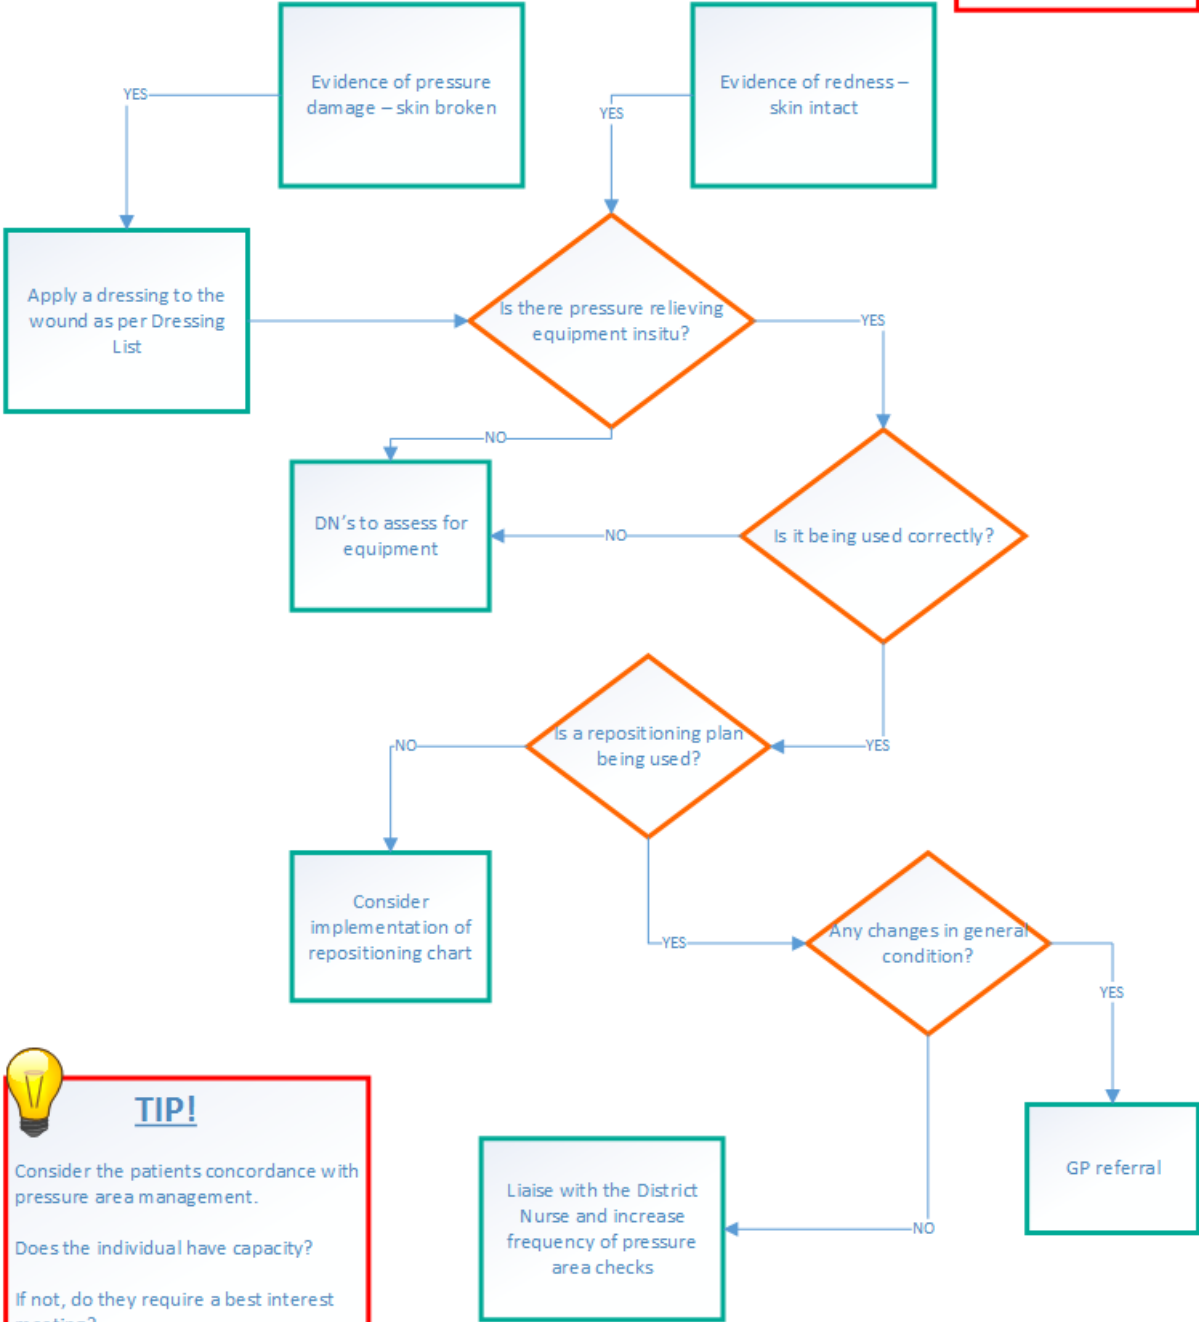 Evidence of pressure
damage – skin broken
Evidence of redness –
skin intact
YES
YES
Apply a dressing to the
wound as per Dressing
List
Is there pressure relieving
equipment insitu?
YES
NO
DN's to assess for
equipment
NO
Is it being used correctly?
Is a repositioning plan
being used?
NO
YES
Consider
implementation of
repositioning chart
YES
Any changes in general
condition?
YES
TIP!
Consider the patients concordance with
pressure area management.
Does the individual have capacity?
If not, do they require a best interest
Liaise with the District
Nurse and increase
frequency of pressure
area checks
NO
GP referral